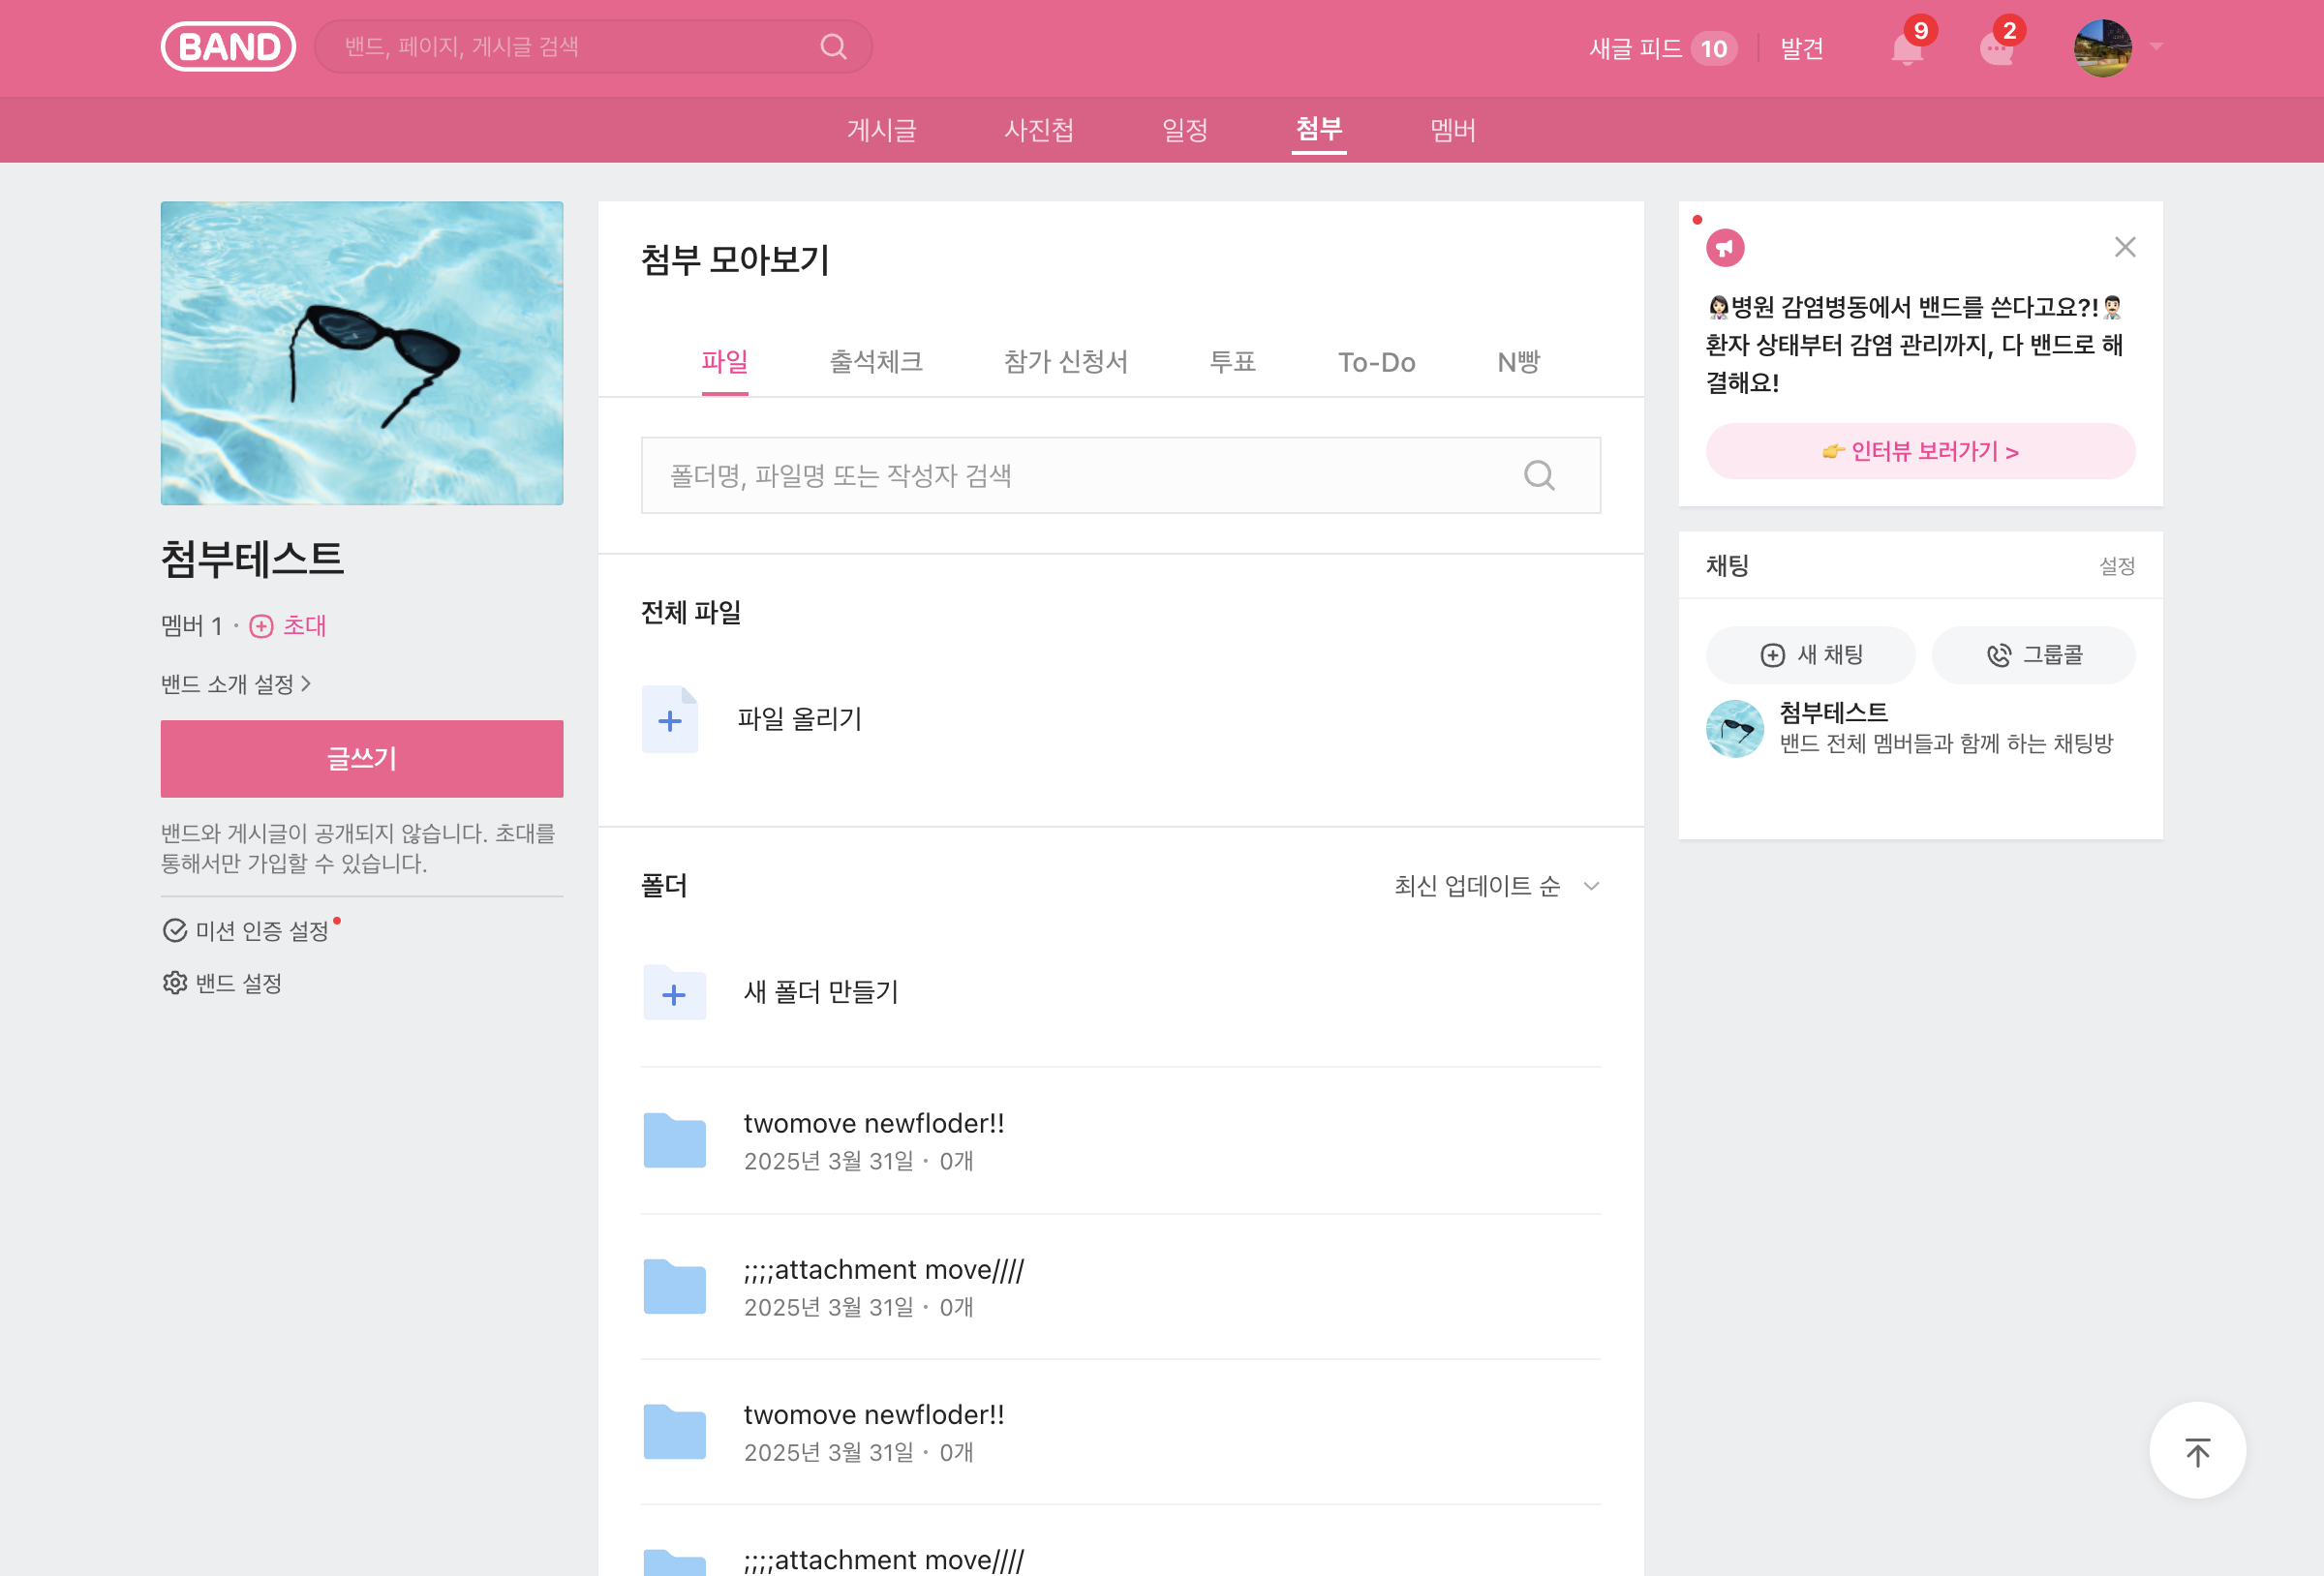 BAND
밴드, 페이지, 게시글 검색
새글 피드 10
발견
9
2
게시글
사진첩
일정
첨부
멤버
첨부테스트
멤버 1 · 초대
밴드 소개 설정
글쓰기
밴드와 게시글이 공개되지 않습니다. 초대를
통해서만 가입할 수 있습니다.
미션 인증 설정
밴드 설정
첨부 모아보기
파일
출석체크
참가 신청서
투표
To-Do
N빵
폴더명, 파일명 또는 작성자 검색
전체 파일
파일 올리기
폴더
최신 업데이트 순
새 폴더 만들기
twomove newfloder!!
2025년 3월 31일 · 0개
;;;;attachment move////
2025년 3월 31일 · 0개
twomove newfloder!!
2025년 3월 31일 · 0개
;;;;attachment move////
👩🏻‍⚕️병원 감염병동에서 밴드를 쓴다고요?!👨🏻‍⚕️
환자 상태부터 감염 관리까지, 다 밴드로 해
결해요!
👉 인터뷰 보러가기 >
채팅
설정
새 채팅
그룹콜
첨부테스트
밴드 전체 멤버들과 함께 하는 채팅방